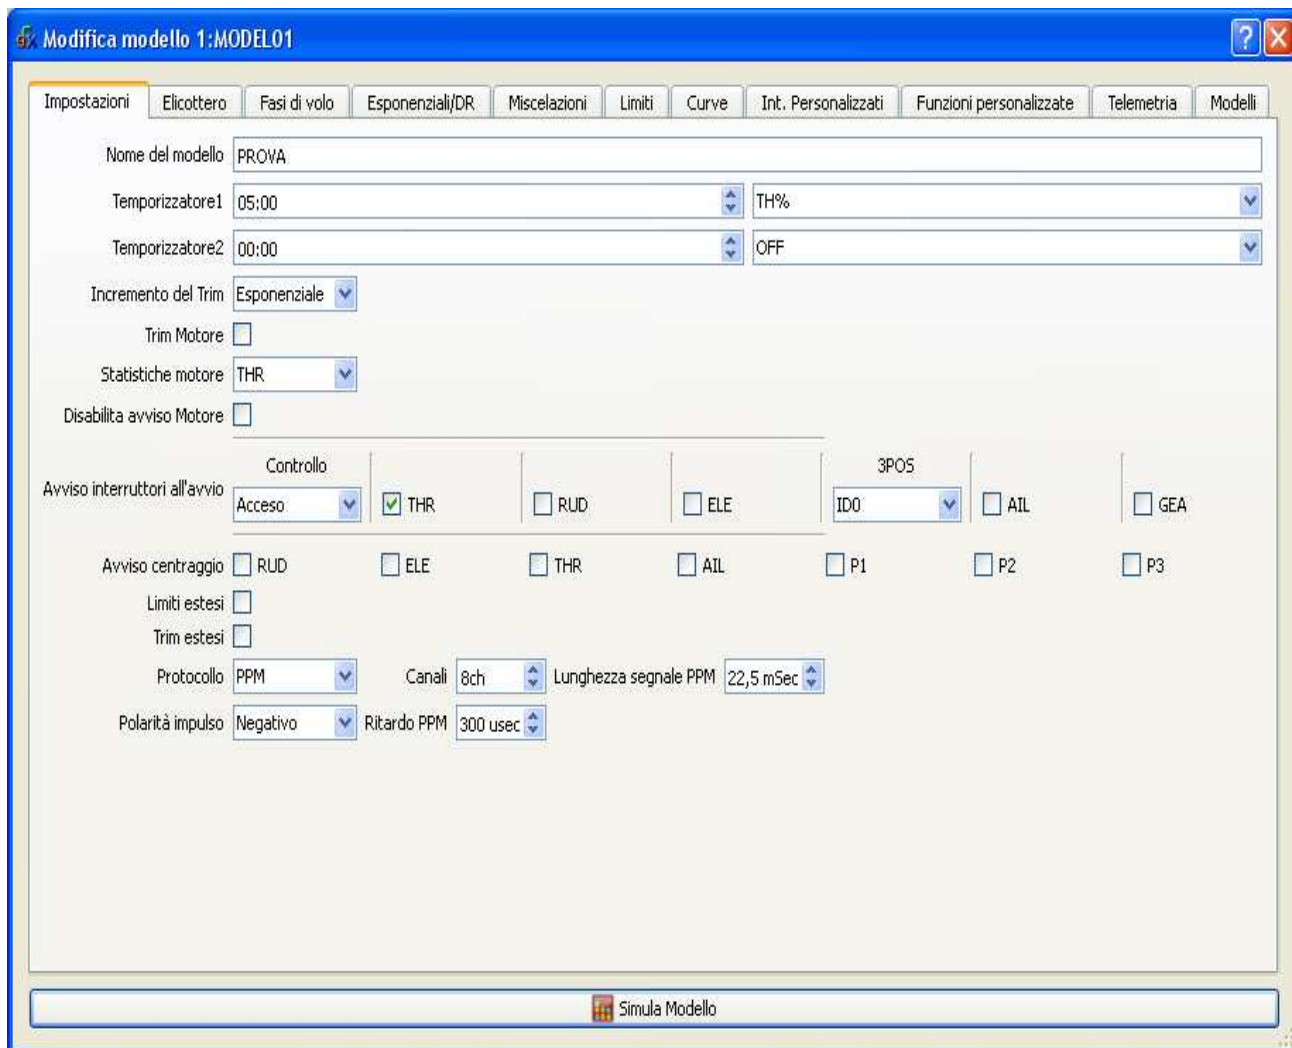 Modifica modello 1:MODEL01
Impostazioni Elicottero Fasi di volo Esponenziali/DR Miscelazioni Limiti Curve Int. Personalizzati Funzioni personalizzate Telemetria Modelli
Nome del modello PROVA
Temporizzatore1 05:00 TH%
Temporizzatore2 00:00 OFF
Incremento del Trim Esponenziale
Trim Motore
Statistiche motore THR
Disabilita avviso Motore
Controllo 3POS
Avviso interruttori all'avvio Acceso THR RUD ELE ID0 AIL GEA
Avviso centraggio RUD ELE THR AIL P1 P2 P3
Limiti estesi
Trim estesi
Protocollo PPM Canali 8ch Lunghezza segnale PPM 22,5 mSec
Polarità impulso Negativo Ritardo PPM 300 usec
Simula Modello